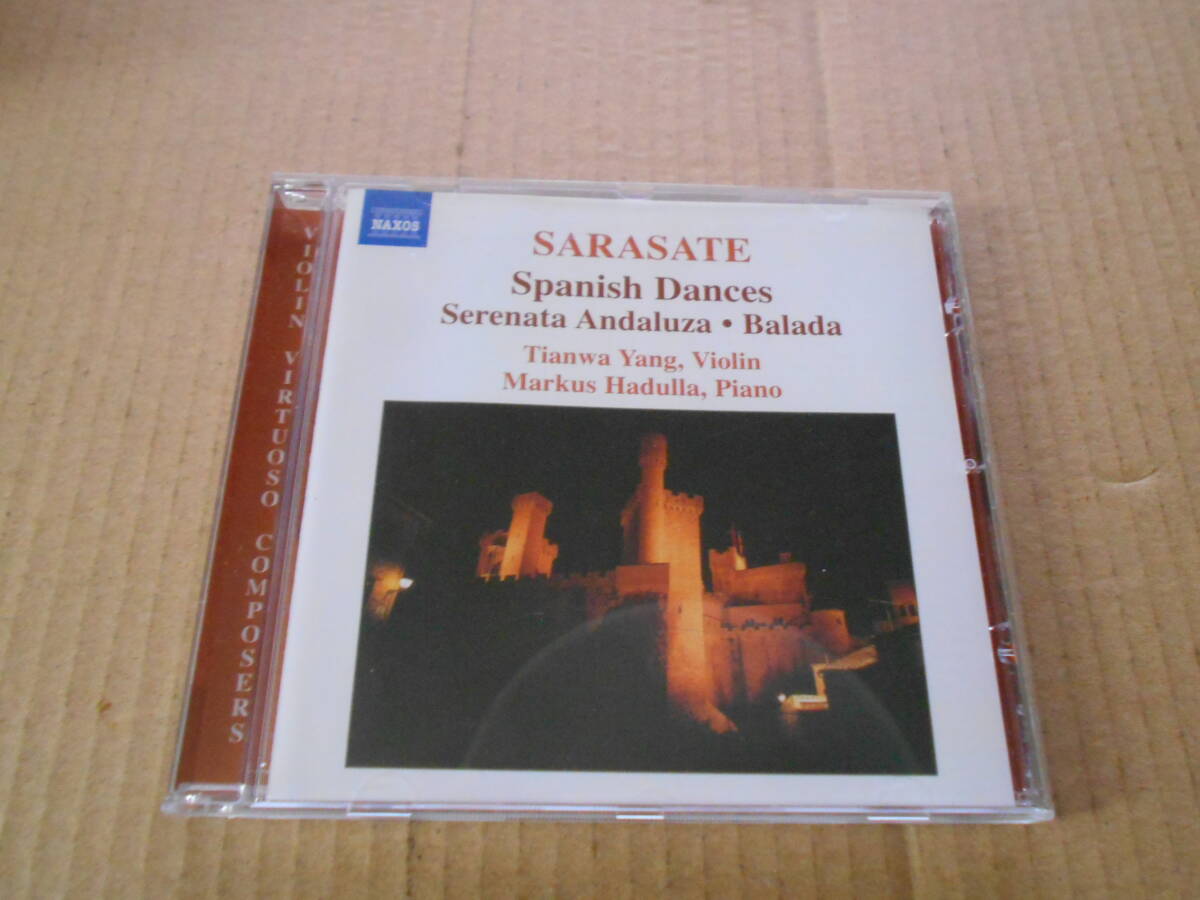 NAXOS
SARASATE
Spanish Dances
Serenata Andaluza • Balada
Tianwa Yang, Violin
Markus Hadulla, Piano
VIOLIN VIRTUOSO COMPOSERS